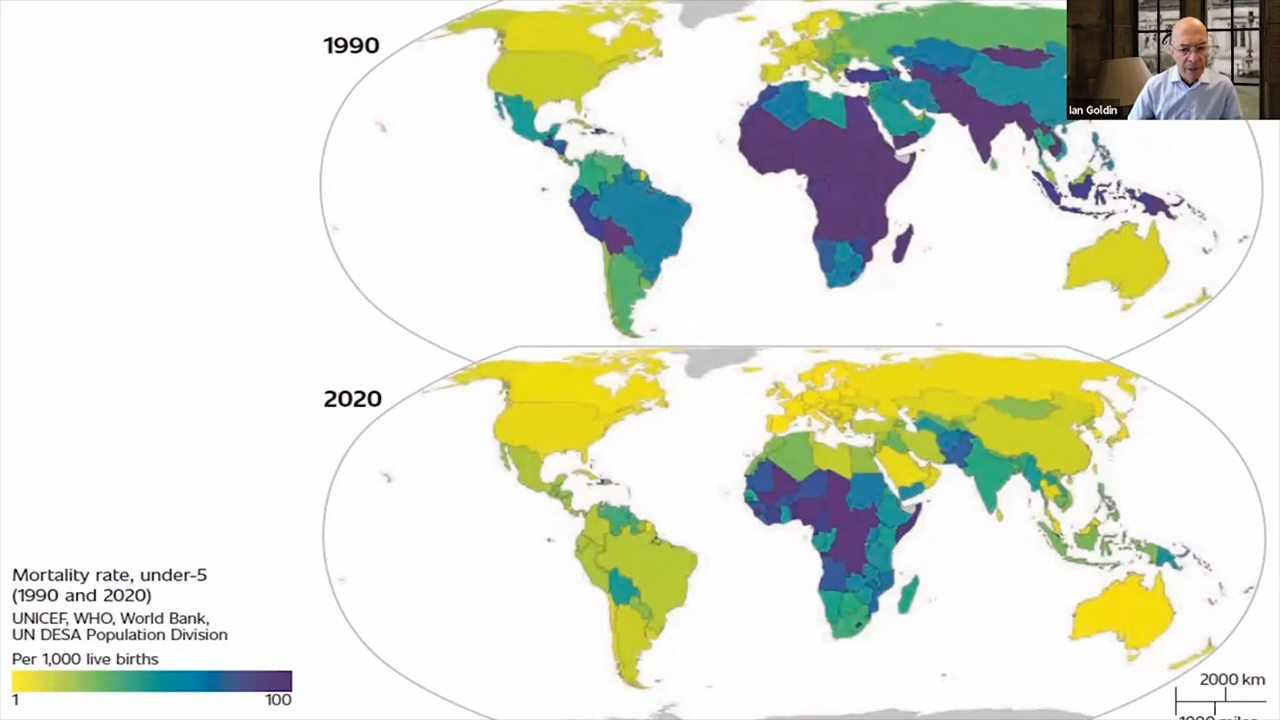 1990
Ian Goldin
2020
Mortality rate, under-5
(1990 and 2020)
UNICEF, WHO, World Bank,
UN DESA Population Division
Per 1,000 live births
1
100
2000 km